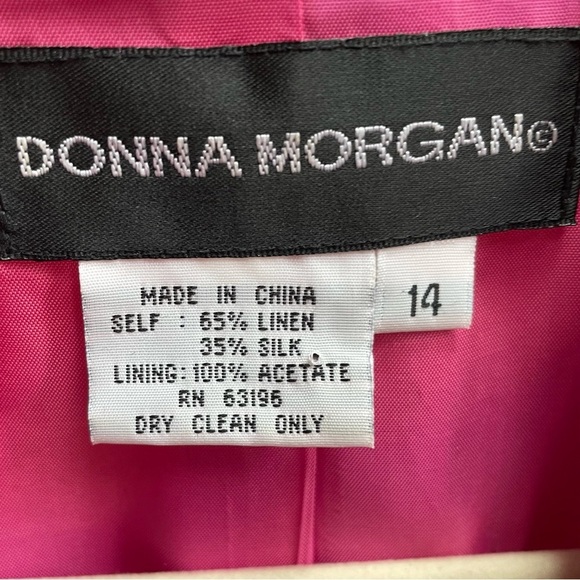 DONNA MORGAN©
MADE IN CHINA
SELF : 65% LINEN
35% SILK
LINING: 100% ACETATE
RN 63196
DRY CLEAN ONLY
14